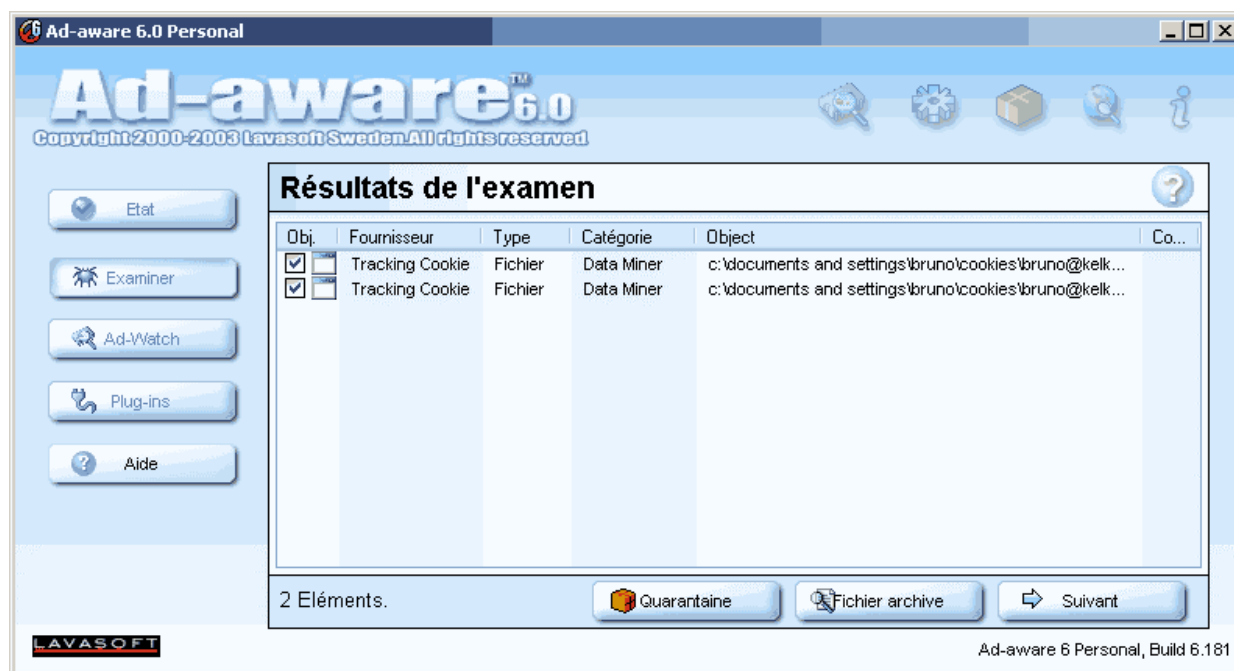 Ad-aware 6.0 Personal
Ad-aware 6.0 ™
Copyright 2000-2003 Lavasoft Sweden. All rights reserved
Etat
Examiner
Ad-Watch
Plug-ins
Aide
Résultats de l'examen
Obj. Fournisseur Type Catégorie Object Co...
Tracking Cookie Fichier Data Miner c:\documents and settings\bruno\cookies\bruno@kelk...
Tracking Cookie Fichier Data Miner c:\documents and settings\bruno\cookies\bruno@kelk...
2 Eléments.
Quarantaine
Fichier archive
Suivant
LAVASOFT
Ad-aware 6 Personal, Build 6.181